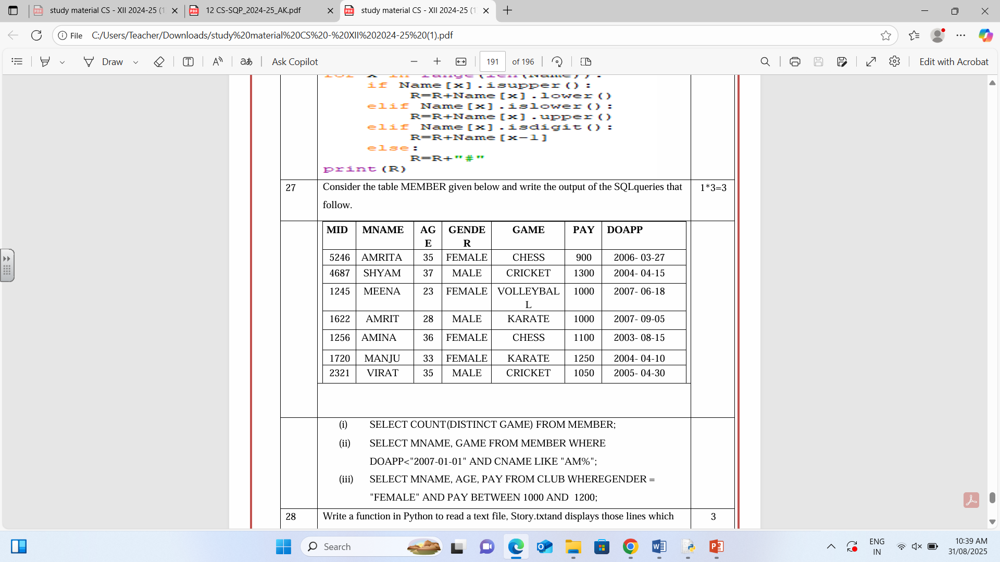 study material CS - XII 2024-25 (1
12 CS-SQP_2024-25_AK.pdf
study material CS - XII 2024-25 (1
File
C:/Users/Teacher/Downloads/study%20material%20CS%20-%20XII%202024-25%20(1).pdf
Draw
Ask Copilot
191 of 196
Edit with Acrobat
for x in range(len(Name)):
if Name[x].isupper():
R=R+Name[x].lower()
elif Name[x].islower():
R=R+Name[x].upper()
elif Name[x].isdigit():
R=R+Name[x-1]
else:
R=R+"#"
print(R)
27 Consider the table MEMBER given below and write the output of the SQLqueries that 1*3=3
follow.
MID MNAME AG GENDE GAME PAY DOAPP
E R
5246 AMRITA 35 FEMALE CHESS 900 2006- 03-27
4687 SHYAM 37 MALE CRICKET 1300 2004- 04-15
1245 MEENA 23 FEMALE VOLLEYBAL 1000 2007- 06-18
L
1622 AMRIT 28 MALE KARATE 1000 2007- 09-05
1256 AMINA 36 FEMALE CHESS 1100 2003- 08-15
1720 MANJU 33 FEMALE KARATE 1250 2004- 04-10
2321 VIRAT 35 MALE CRICKET 1050 2005- 04-30
(i) SELECT COUNT(DISTINCT GAME) FROM MEMBER;
(ii) SELECT MNAME, GAME FROM MEMBER WHERE
DOAPP<"2007-01-01" AND CNAME LIKE "AM%";
(iii) SELECT MNAME, AGE, PAY FROM CLUB WHEREGENDER =
"FEMALE" AND PAY BETWEEN 1000 AND 1200;
28 Write a function in Python to read a text file, Story.txtand displays those lines which 3
Search
ENG
IN
10:39 AM
31/08/2025